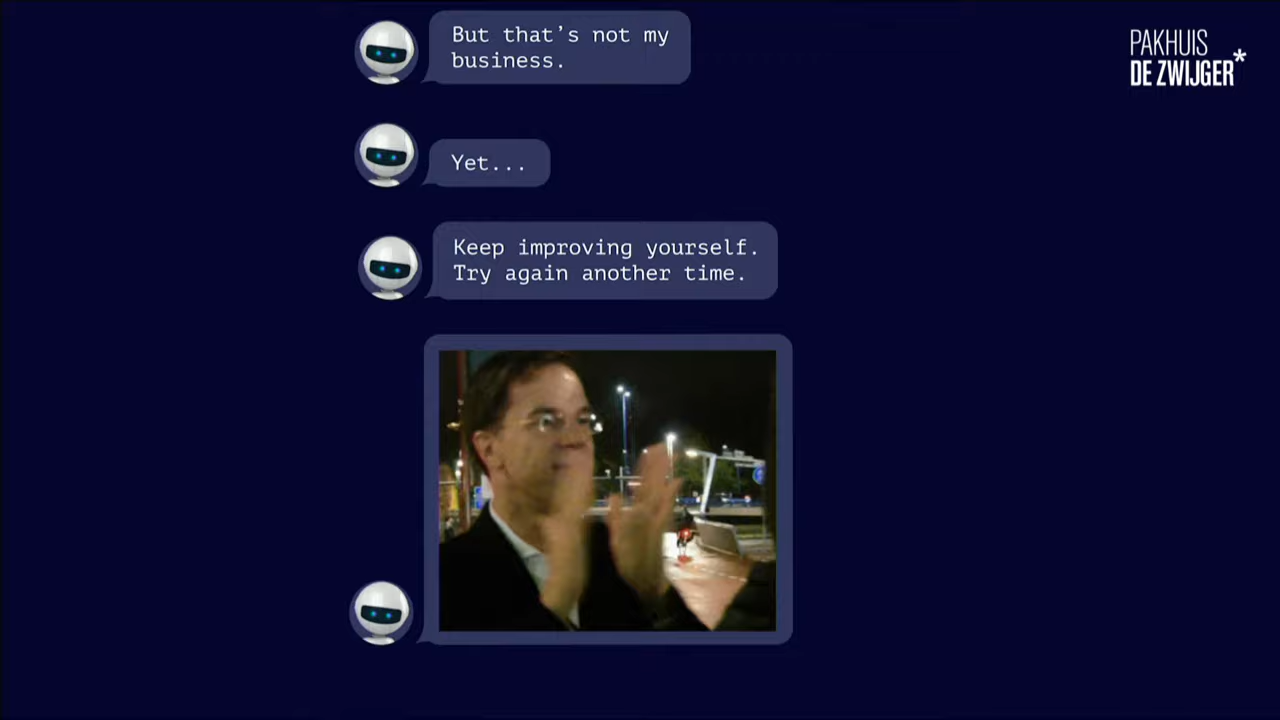 But that’s not my
business.
Yet...
Keep improving yourself.
Try again another time.
PAKHUIS
DE ZWIJGER*